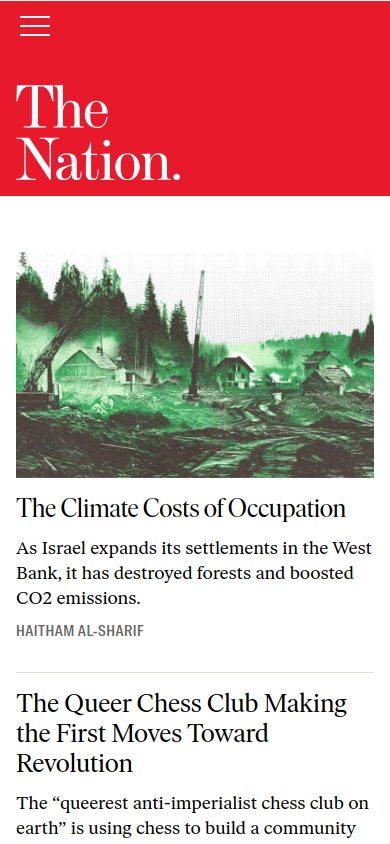 The
Nation.
The Climate Costs of Occupation
As Israel expands its settlements in the West
Bank, it has destroyed forests and boosted
CO2 emissions.
HAITHAM AL-SHARIF
The Queer Chess Club Making
the First Moves Toward
Revolution
The “queerest anti-imperialist chess club on
earth” is using chess to build a community